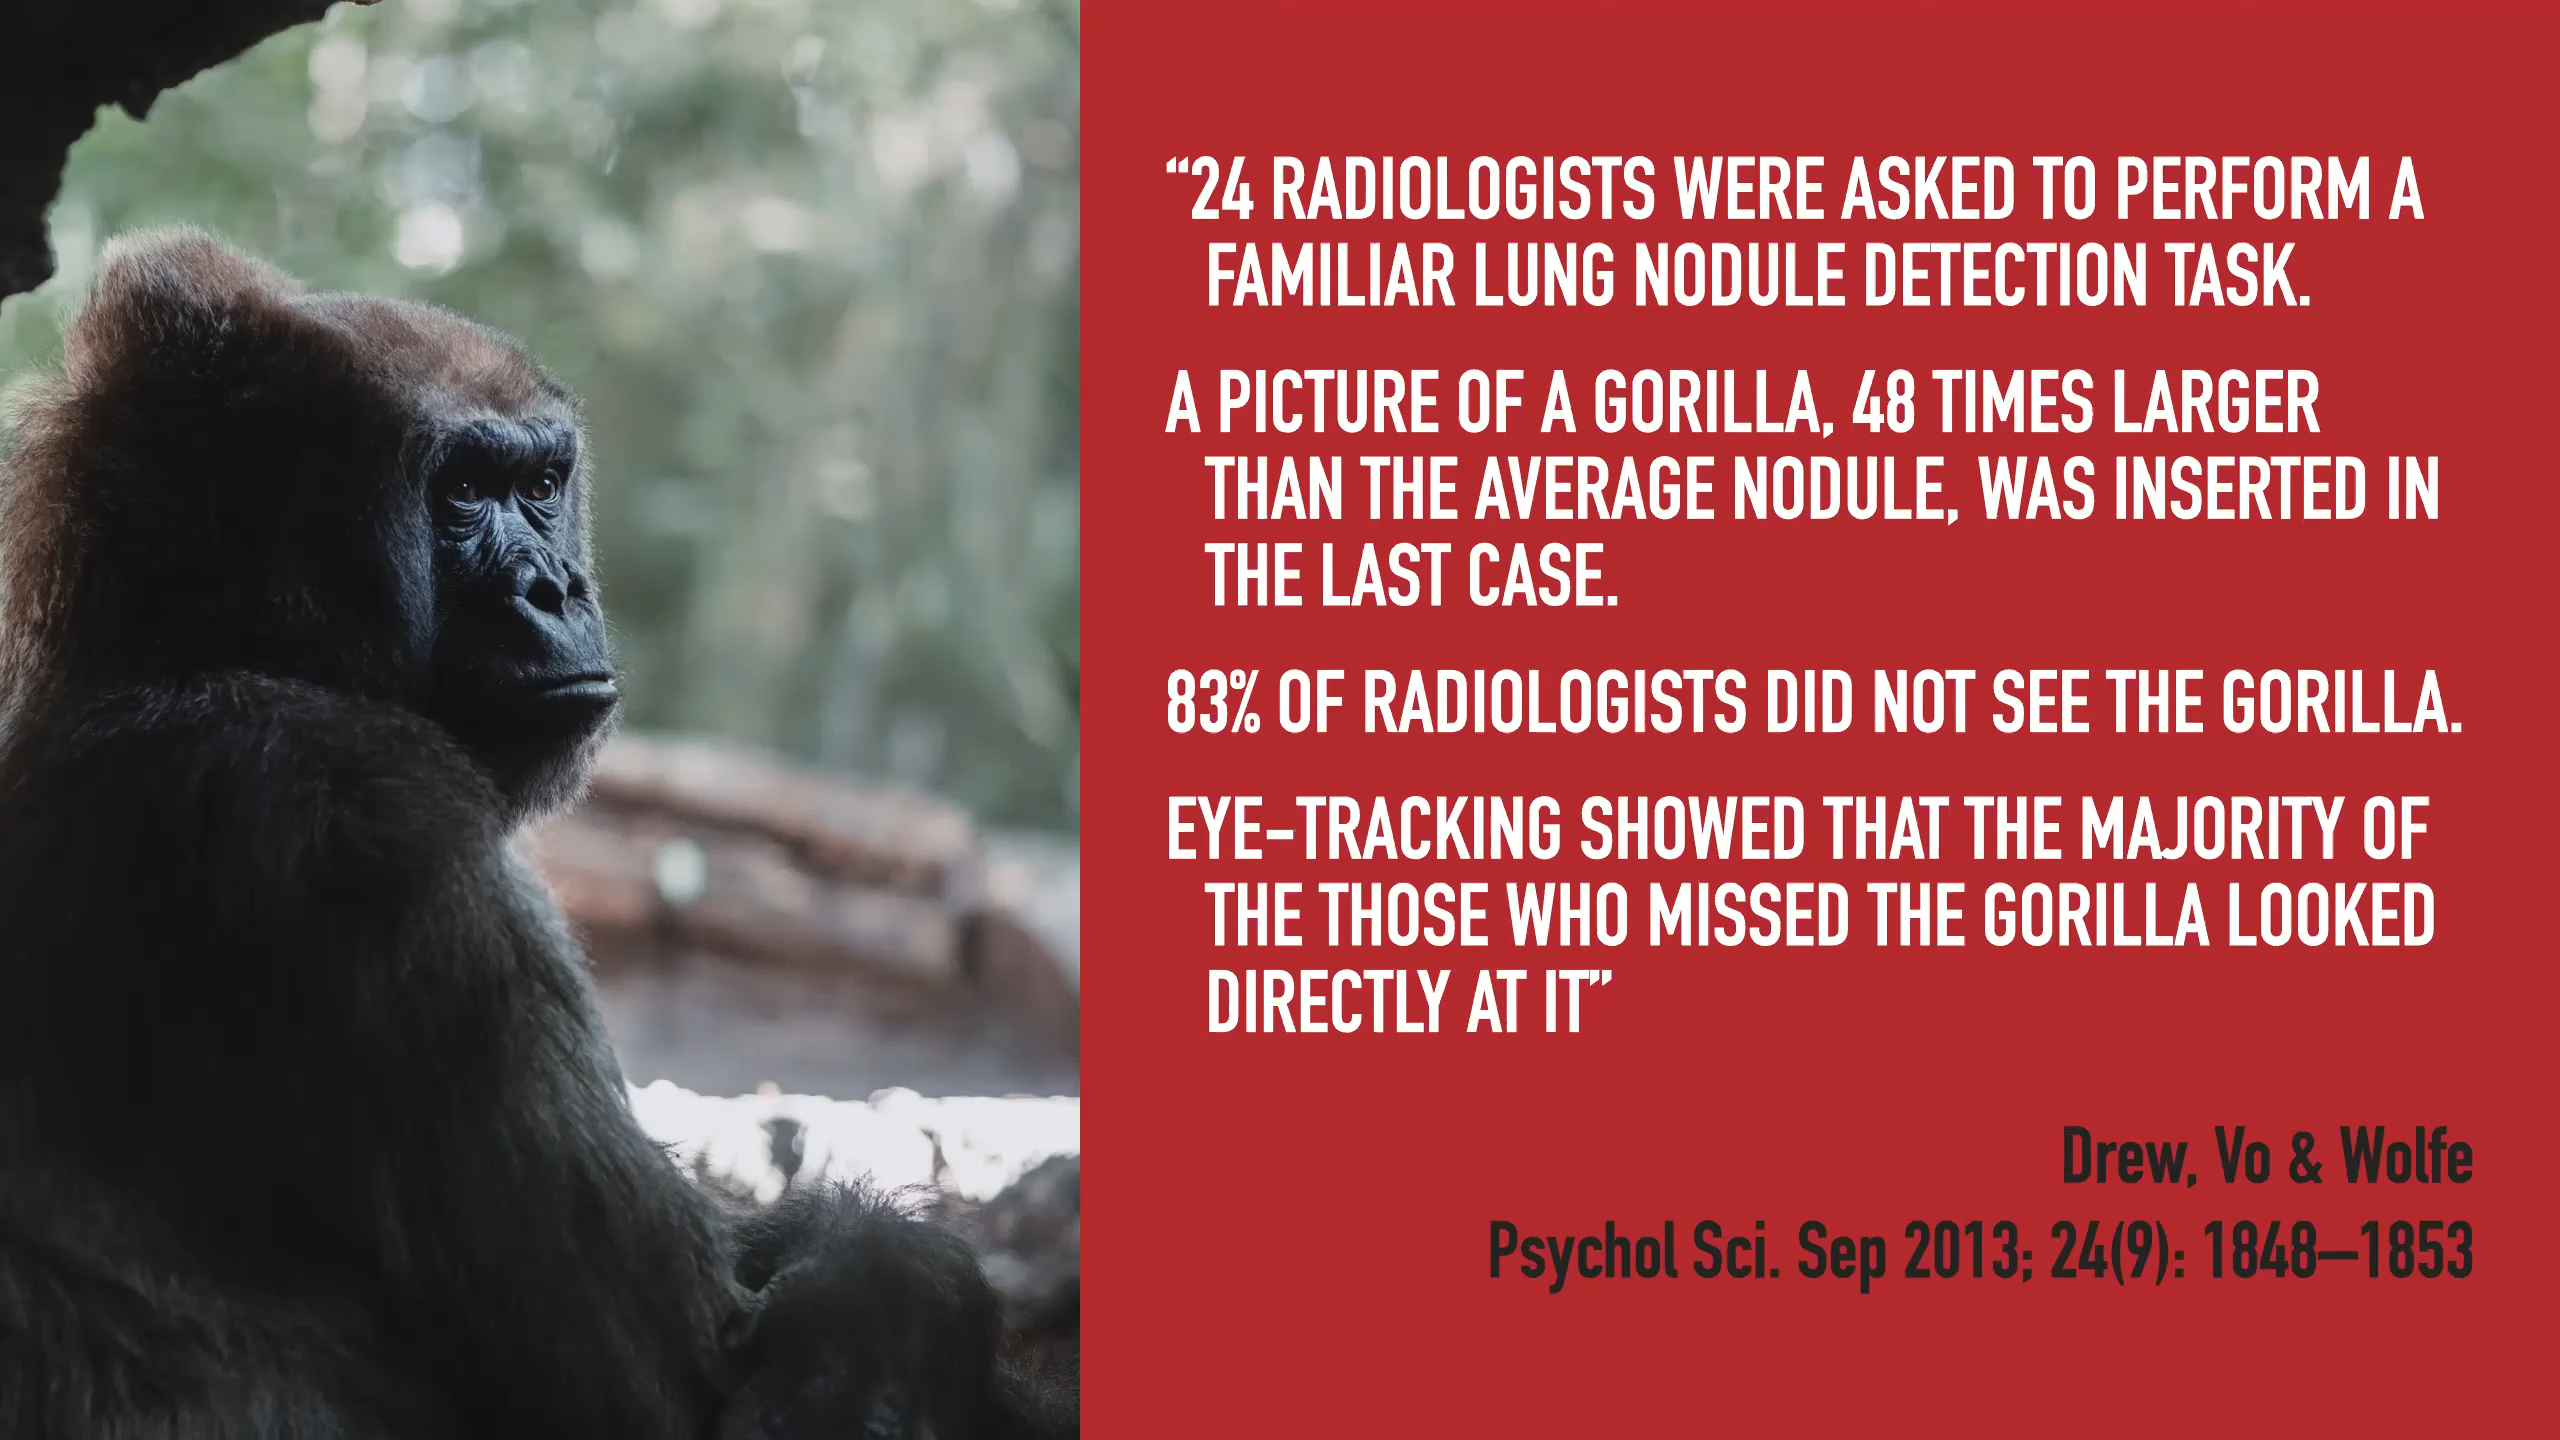 “24 RADIOLOGISTS WERE ASKED TO PERFORM A
FAMILIAR LUNG NODULE DETECTION TASK.
A PICTURE OF A GORILLA, 48 TIMES LARGER
THAN THE AVERAGE NODULE, WAS INSERTED IN
THE LAST CASE.
83% OF RADIOLOGISTS DID NOT SEE THE GORILLA.
EYE-TRACKING SHOWED THAT THE MAJORITY OF
THE THOSE WHO MISSED THE GORILLA LOOKED
DIRECTLY AT IT”
Drew, Vo & Wolfe
Psychol Sci. Sep 2013; 24(9): 1848–1853